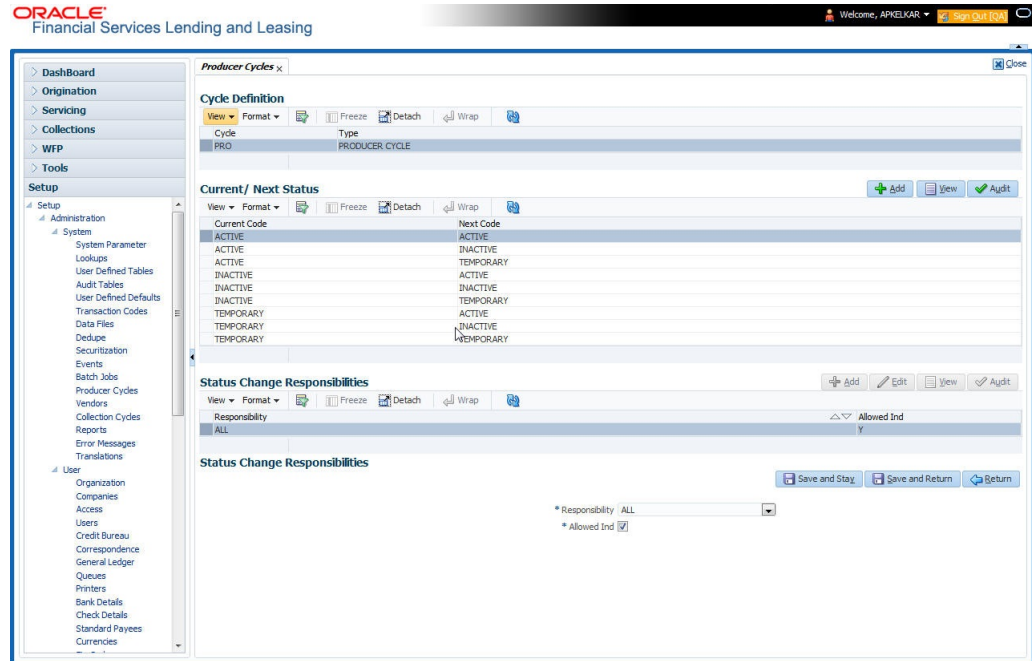 ORACLE®
Financial Services Lending and Leasing
Welcome, APKELKAR
Sign Out [QA]
Close
DashBoard
Origination
Servicing
Collections
WFP
Tools
Setup
Setup
Administration
System
System Parameter
Lookups
User Defined Tables
Audit Tables
User Defined Defaults
Transaction Codes
Data Files
Dedupe
Securitization
Events
Batch Jobs
Producer Cycles
Vendors
Collection Cycles
Reports
Error Messages
Translations
User
Organization
Companies
Access
Users
Credit Bureau
Correspondence
General Ledger
Queues
Printers
Bank Details
Check Details
Standard Payees
Currencies
Producer Cycles x
Cycle Definition
View Format Freeze Detach Wrap
Cycle Type
PRO PRODUCER CYCLE
Current/ Next Status
Add View Audit
View Format Freeze Detach Wrap
Current Code Next Code
ACTIVE ACTIVE
ACTIVE INACTIVE
ACTIVE TEMPORARY
INACTIVE ACTIVE
INACTIVE INACTIVE
INACTIVE TEMPORARY
TEMPORARY ACTIVE
TEMPORARY INACTIVE
TEMPORARY TEMPORARY
Status Change Responsibilities
Add Edit View Audit
View Format Freeze Detach Wrap
Responsibility Allowed Ind
ALL Y
Status Change Responsibilities
Save and Stay Save and Return Return
* Responsibility ALL
* Allowed Ind